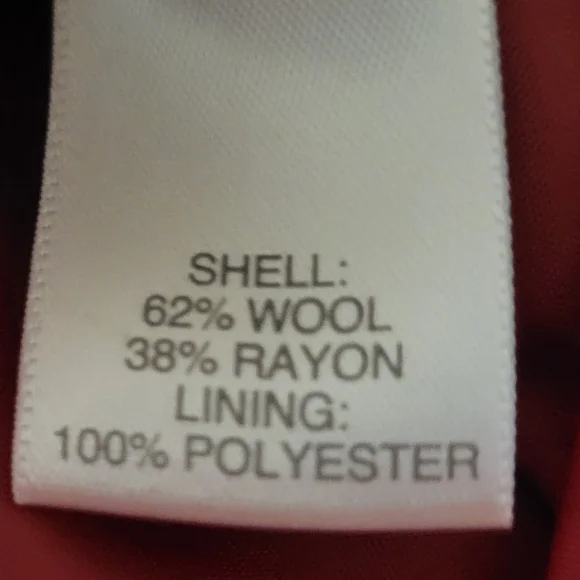 SHELL:
62% WOOL
38% RAYON
LINING:
100% POLYESTER